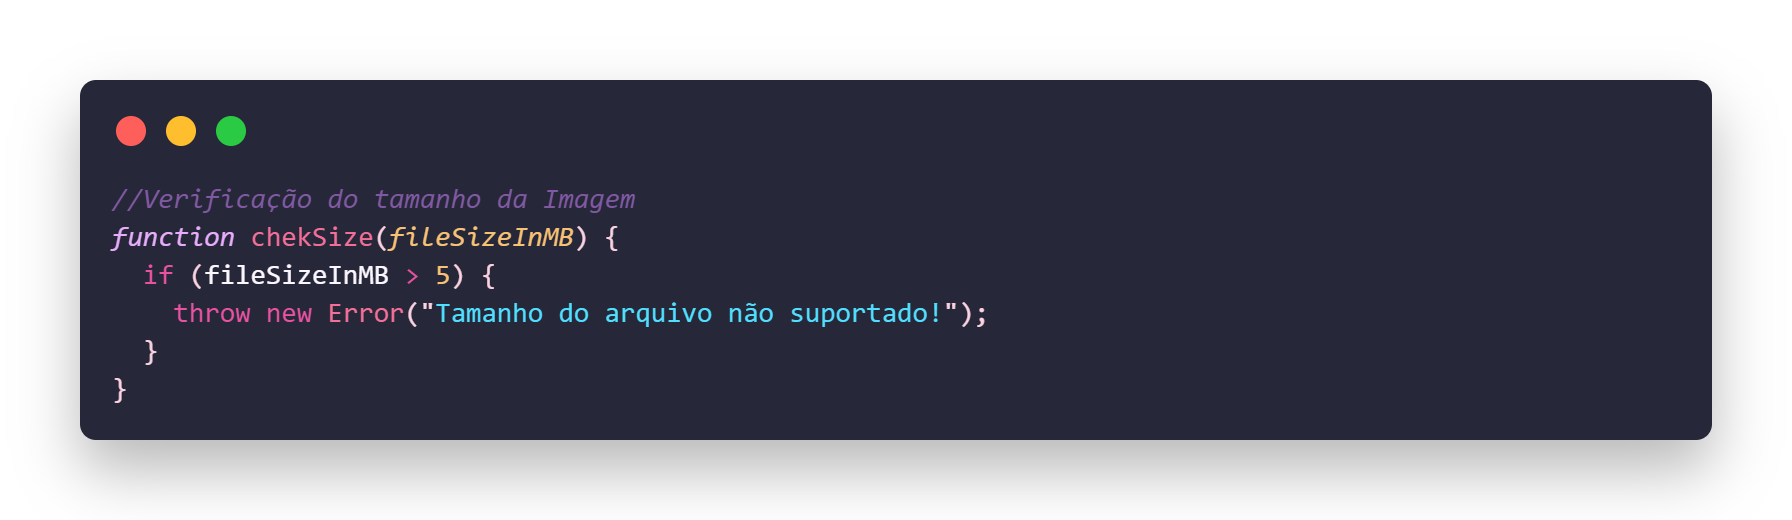 //Verificação do tamanho da Imagem
function chekSize(fileSizeInMB) {
  if (fileSizeInMB > 5) {
    throw new Error("Tamanho do arquivo não suportado!");
  }
}